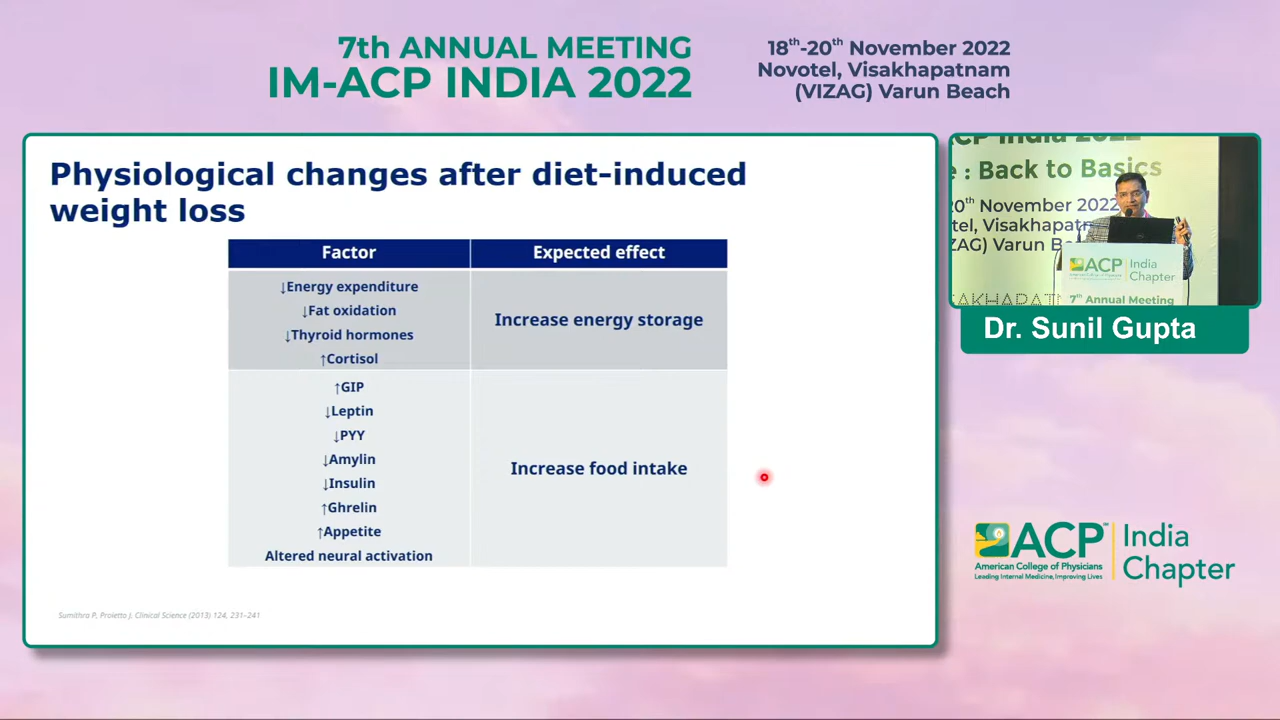 7th ANNUAL MEETING
IM-ACP INDIA 2022
18th-20th November 2022
Novotel, Visakhapatnam
(VIZAG) Varun Beach
Physiological changes after diet-induced
weight loss
Factor
Expected effect
↓Energy expenditure
↓Fat oxidation
↓Thyroid hormones
↑Cortisol
Increase energy storage
↑GIP
↓Leptin
↓PYY
↓Amylin
↓Insulin
↑Ghrelin
↑Appetite
Altered neural activation
Increase food intake
Sumithra P, Proietto J. Clinical Science (2013) 124, 231–241
ACP India 2022
e : Back to Basics
20th November 2022
tel, Visakhapatn
ZAG) Varun Be
ACP India
Chapter
7th Annual Meeting
Dr. Sunil Gupta
ACP™
American College of Physicians
Leading Internal Medicine, Improving Lives
India
Chapter